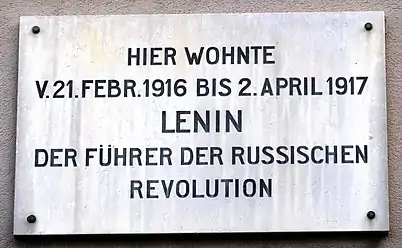 HIER WOHNTE
V. 21. FEBR. 1916 BIS 2. APRIL 1917
LENIN
DER FÜHRER DER RUSSISCHEN
REVOLUTION